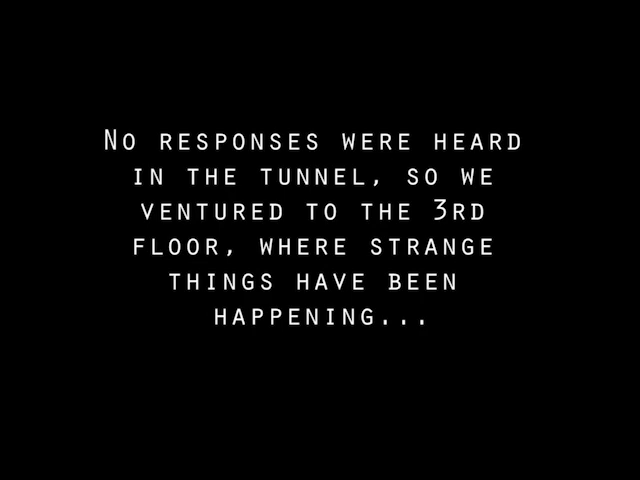 No responses were heard
in the tunnel, so we
ventured to the 3rd
floor, where strange
things have been
happening...